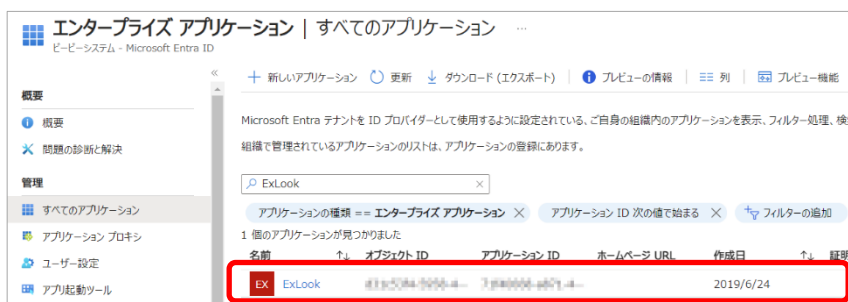 エンタープライズ アプリケーション | すべてのアプリケーション ...
ビービーシステム - Microsoft Entra ID
«
概要
概要
問題の診断と解決
管理
すべてのアプリケーション
アプリケーション プロキシ
ユーザー設定
アプリ起動ツール
+ 新しいアプリケーション 更新 ダウンロード (エクスポート) | プレビューの情報 | 列 | プレビュー機能
Microsoft Entra テナントを ID プロバイダーとして使用するように設定されている、ご自身の組織内のアプリケーションを表示、フィルター処理、検
組織で管理されているアプリケーションのリストは、アプリケーションの登録にあります。
ExLook ×
アプリケーションの種類 == エンタープライズ アプリケーション × アプリケーション ID 次の値で始まる × フィルターの追加
1 個のアプリケーションが見つかりました
名前 ↑↓ オブジェクト ID アプリケーション ID ホームページ URL 作成日 ↑↓ 証明
EX ExLook 2019/6/24